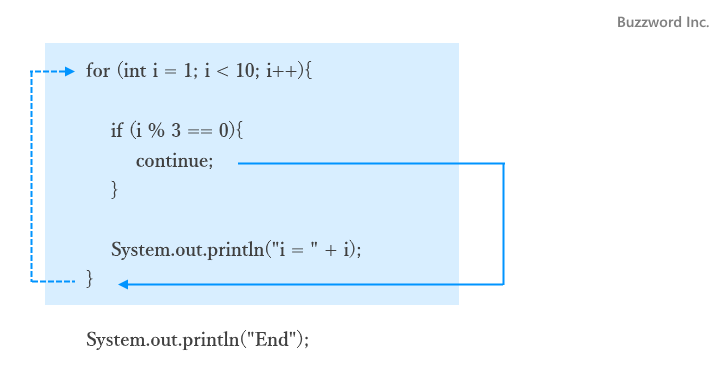 Buzzword Inc.
for (int i = 1; i < 10; i++){
if (i % 3 == 0){
continue;
}
System.out.println("i = " + i);
}
System.out.println("End");